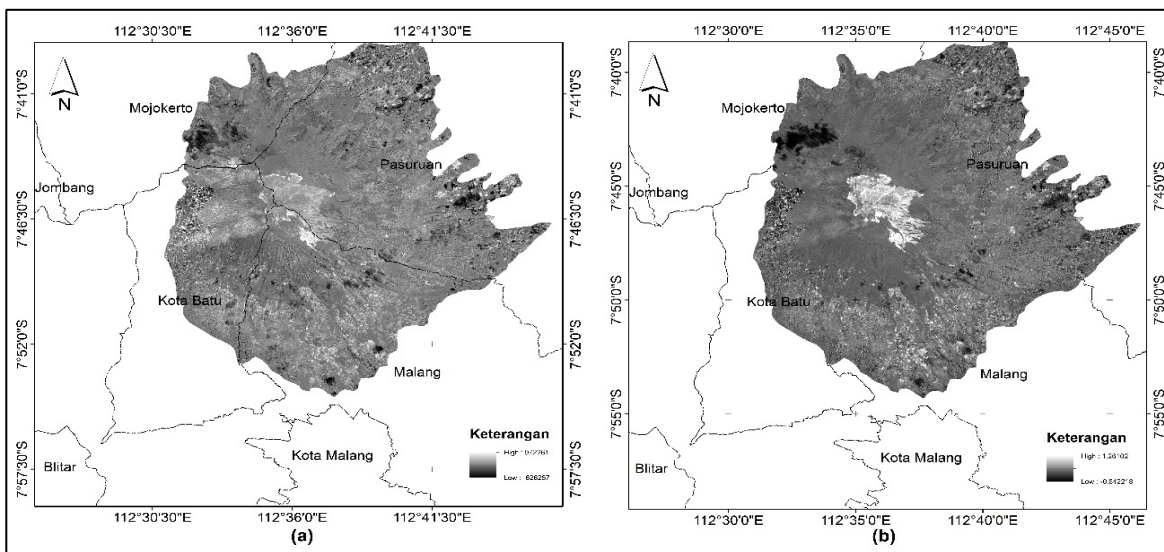 112°30'30"E 112°36'0"E 112°41'30"E
7°41'0"S
7°46'30"S
7°52'0"S
7°57'30"S
N
Mojokerto
Pasuruan
Jombang
Kota Batu
Malang
Kota Malang
Blitar
Keterangan
High :
Low :
7°41'0"S
7°46'30"S
7°52'0"S
7°57'30"S
112°30'30"E 112°36'0"E 112°41'30"E
(a)
112°30'0"E 112°35'0"E 112°40'0"E 112°45'0"E
7°40'0"S
7°45'0"S
7°50'0"S
7°55'0"S
N
Mojokerto
Pasuruan
Jombang
Kota Batu
Malang
Kota Malang
Blitar
Keterangan
High :
Low :
7°40'0"S
7°45'0"S
7°50'0"S
7°55'0"S
112°30'0"E 112°35'0"E 112°40'0"E 112°45'0"E
(b)